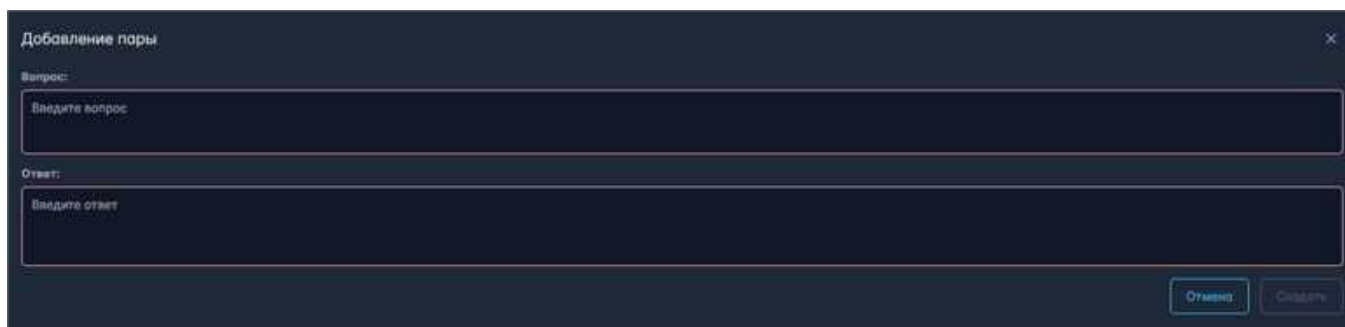 Добавление пары
Вопрос:
Введите вопрос
Ответ:
Введите ответ
Отмена
Создать